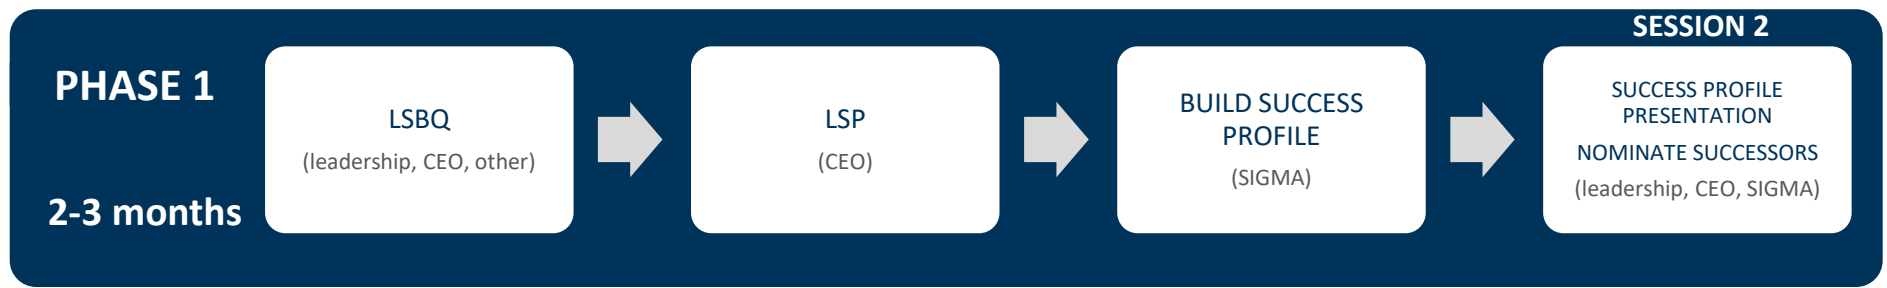 PHASE 1
2-3 months
LSBQ
(leadership, CEO, other)
LSP
(CEO)
BUILD SUCCESS
PROFILE
(SIGMA)
SESSION 2
SUCCESS PROFILE
PRESENTATION
NOMINATE SUCCESSORS
(leadership, CEO, SIGMA)